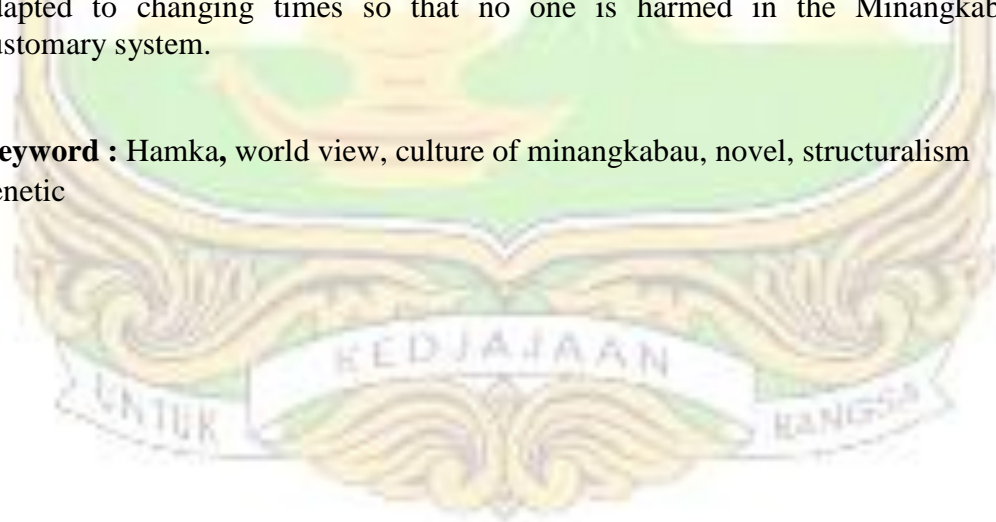 dapted to changing times so that no one is harmed in the Minangkab
ustomary system.
eyword : Hamka, world view, culture of minangkabau, novel, structuralism
enetic
KEDJAJAAN
UNTUK BANGSA